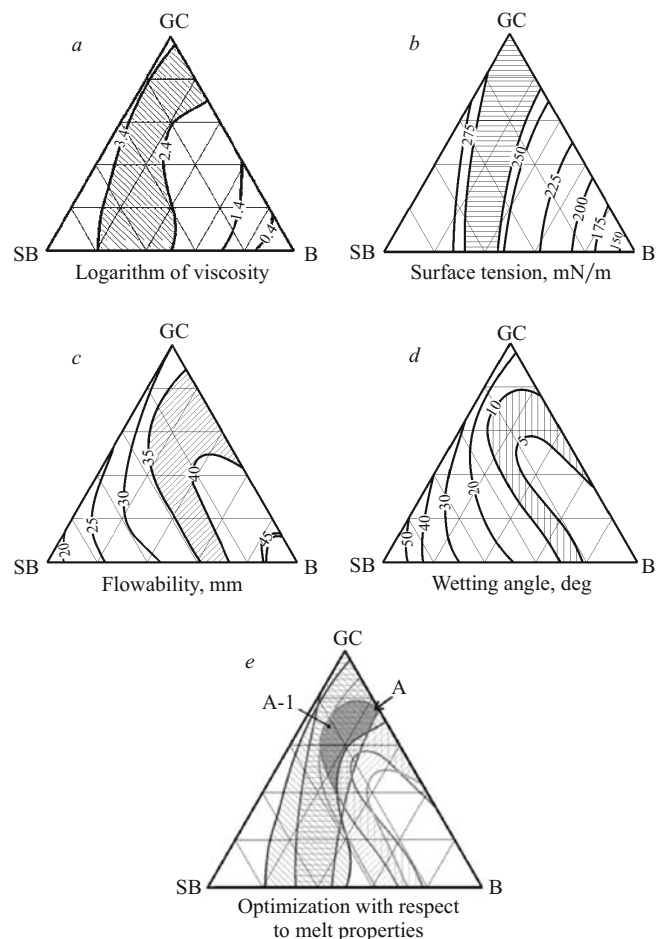 GC
a
3.4
2.4
1.4
0.4
SB
B
Logarithm of viscosity
GC
b
275
250
225
200
175
150
SB
B
Surface tension, mN/m
GC
c
35
40
30
25
20
45
SB
B
Flowability, mm
GC
d
10
5
20
30
40
50
SB
B
Wetting angle, deg
GC
e
A-1
A
SB
B
Optimization with respect
to melt properties